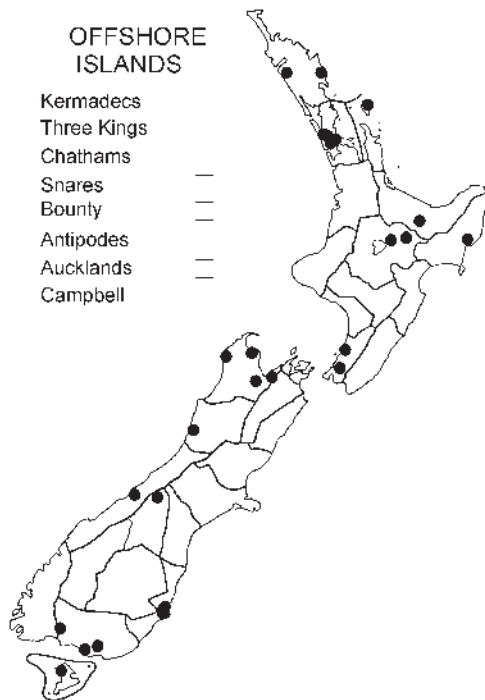 OFFSHORE
ISLANDS
Kermadecs
Three Kings
Chathams
Snares
Bounty
Antipodes
Aucklands
Campbell